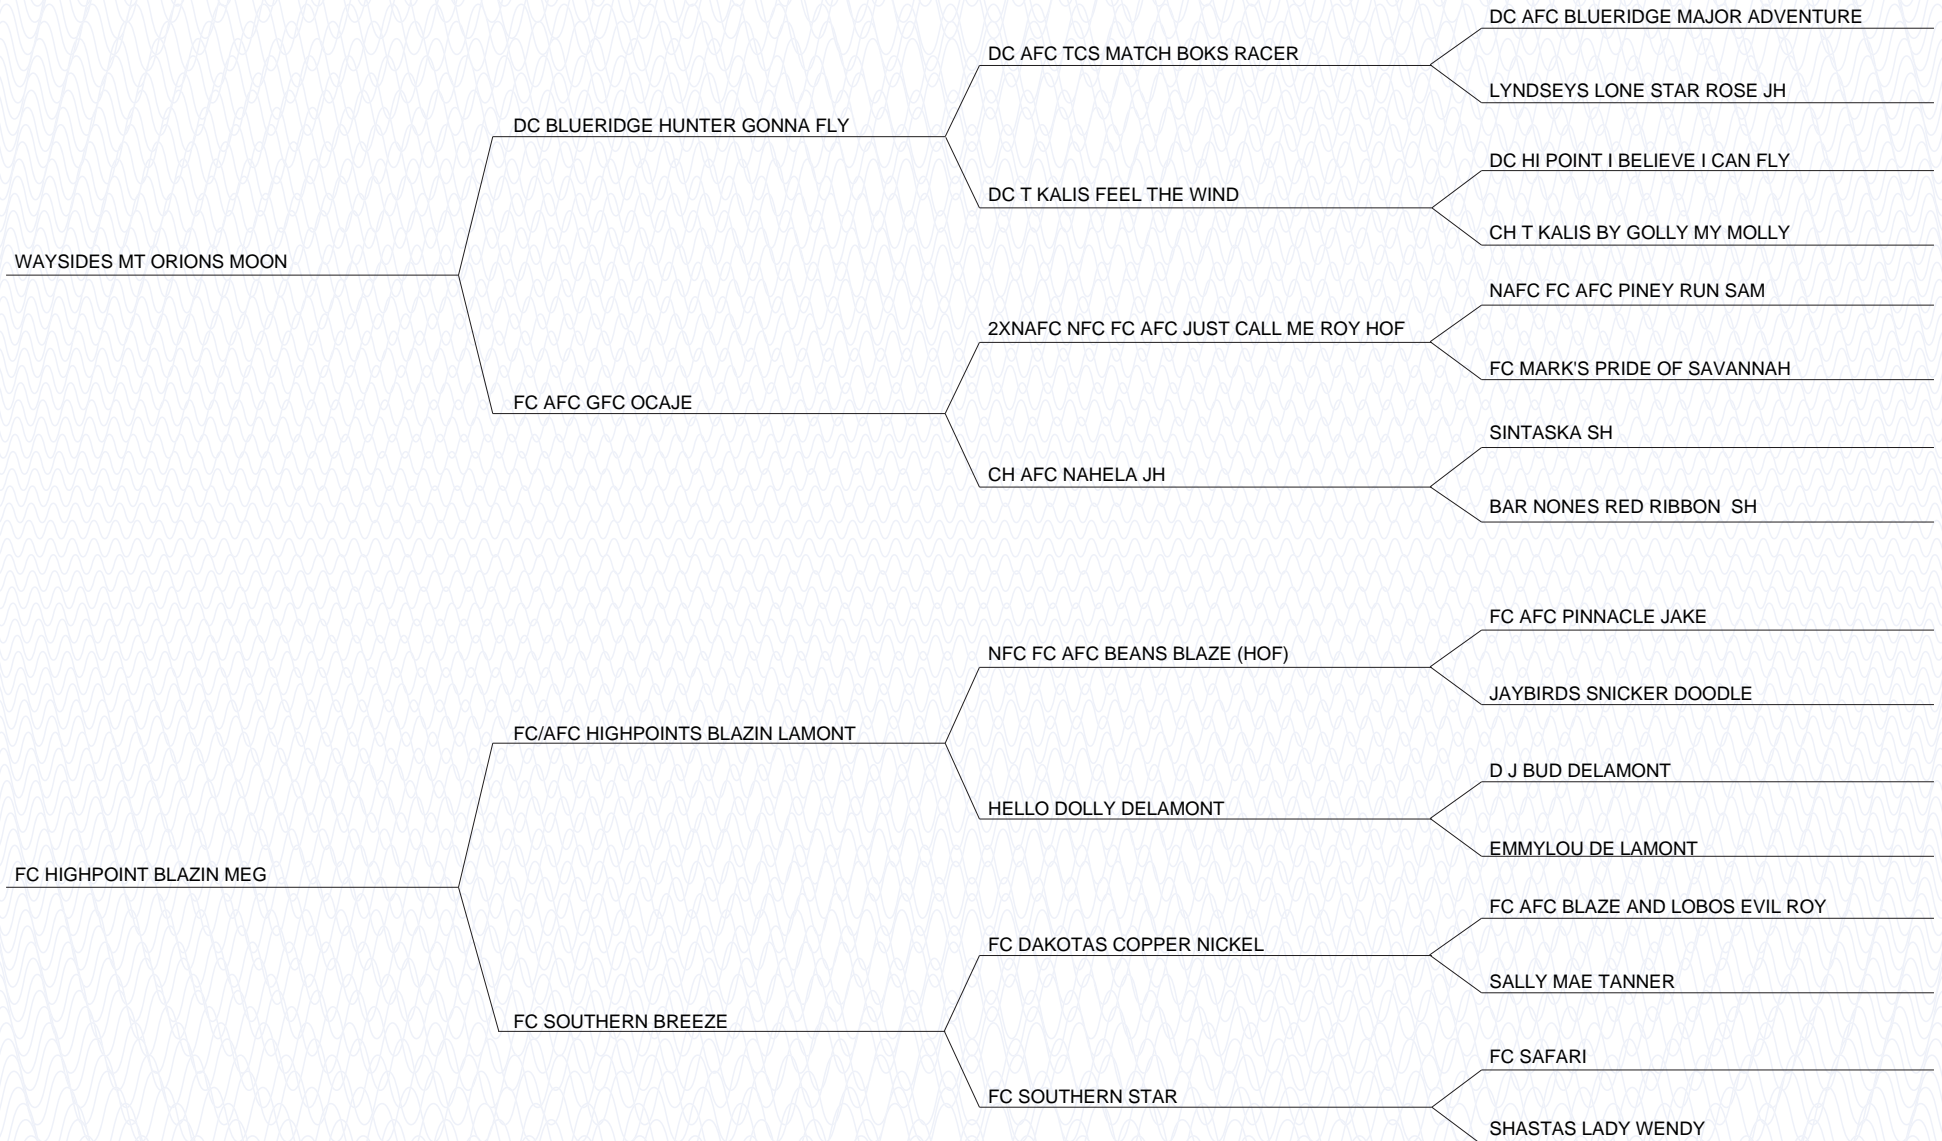 DC AFC BLUERIDGE MAJOR ADVENTURE
DC AFC TCS MATCH BOKS RACER
LYNDSEYS LONE STAR ROSE JH
DC BLUERIDGE HUNTER GONNA FLY
DC HI POINT I BELIEVE I CAN FLY
DC T KALIS FEEL THE WIND
CH T KALIS BY GOLLY MY MOLLY
WAYSIDES MT ORIONS MOON
NAFC FC AFC PINEY RUN SAM
2XNAFC NFC FC AFC JUST CALL ME ROY HOF
FC MARK'S PRIDE OF SAVANNAH
FC AFC GFC OCAJE
SINTASKA SH
CH AFC NAHELA JH
BAR NONES RED RIBBON  SH
FC AFC PINNACLE JAKE
NFC FC AFC BEANS BLAZE (HOF)
JAYBIRDS SNICKER DOODLE
FC/AFC HIGHPOINTS BLAZIN LAMONT
D J BUD DELAMONT
HELLO DOLLY DELAMONT
EMMYLOU DE LAMONT
FC HIGHPOINT BLAZIN MEG
FC AFC BLAZE AND LOBOS EVIL ROY
FC DAKOTAS COPPER NICKEL
SALLY MAE TANNER
FC SOUTHERN BREEZE
FC SAFARI
FC SOUTHERN STAR
SHASTAS LADY WENDY